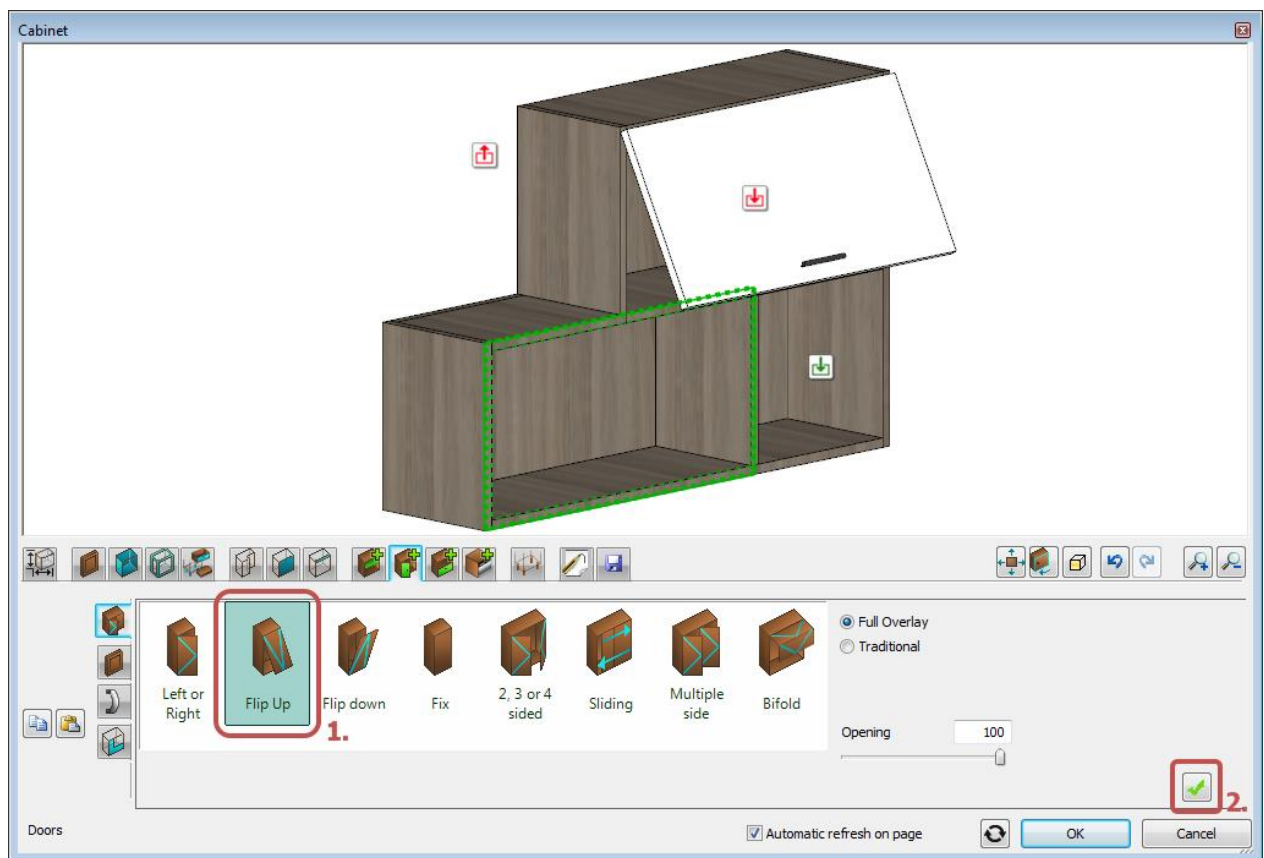 Cabinet
Left or
Right
Flip Up
Flip down
Fix
2, 3 or 4
sided
Sliding
Multiple
side
Bifold
1.
Full Overlay
Traditional
Opening
100
2.
Doors
Automatic refresh on page
OK
Cancel